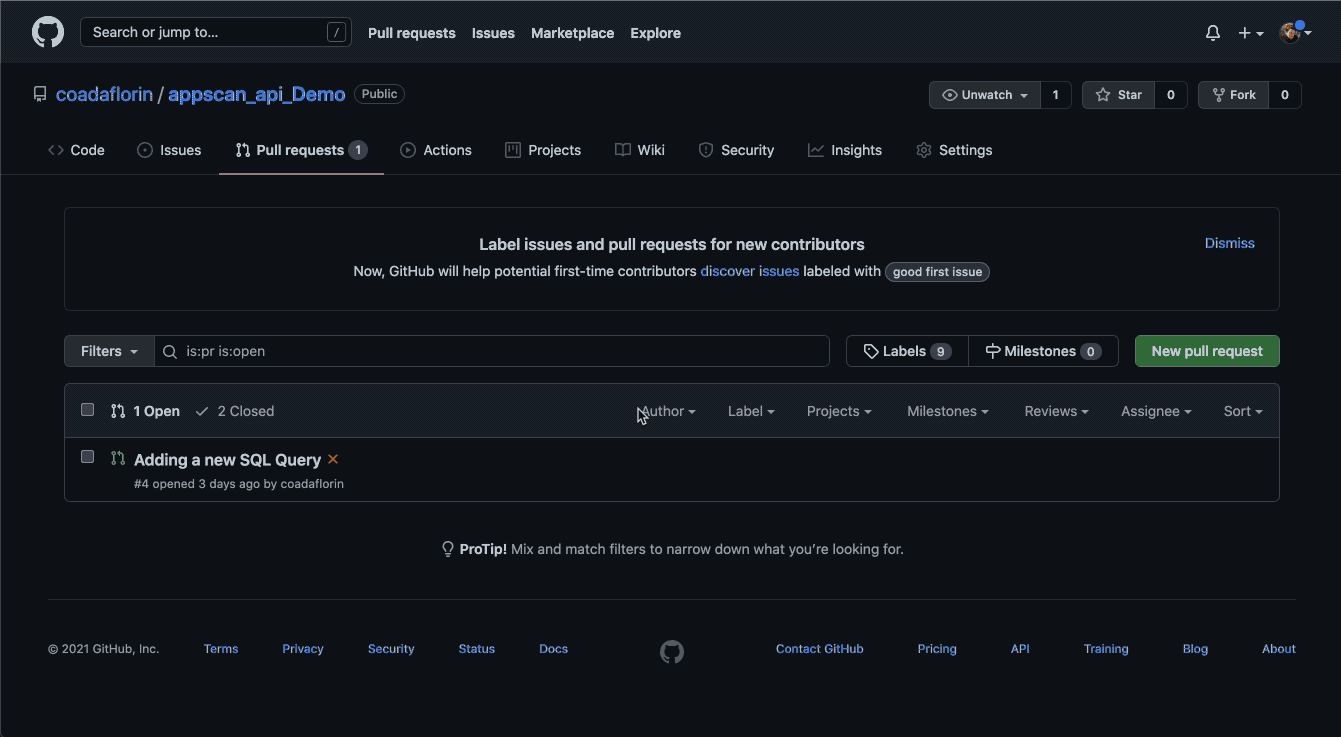 Search or jump to... /
Pull requests Issues Marketplace Explore
coadaflorin / appscan_api_Demo Public
Unwatch 1 Star 0 Fork 0
Code Issues Pull requests 1 Actions Projects Wiki Security Insights Settings
Label issues and pull requests for new contributors
Dismiss
Now, GitHub will help potential first-time contributors discover issues labeled with good first issue
Filters is:pr is:open Labels 9 Milestones 0 New pull request
1 Open 2 Closed Author Label Projects Milestones Reviews Assignee Sort
Adding a new SQL Query
#4 opened 3 days ago by coadaflorin
ProTip! Mix and match filters to narrow down what you’re looking for.
© 2021 GitHub, Inc. Terms Privacy Security Status Docs Contact GitHub Pricing API Training Blog About